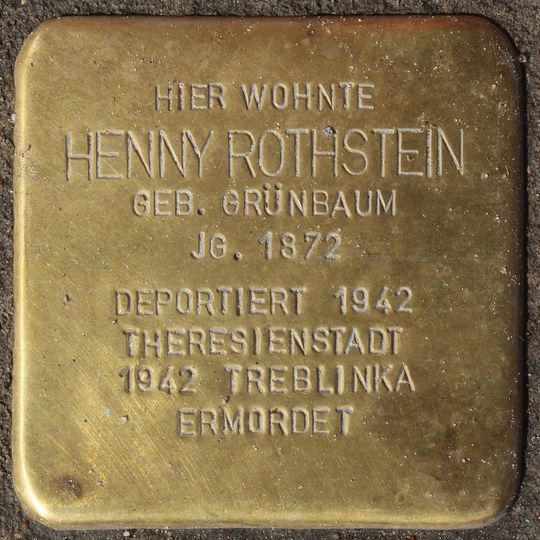 HIER WOHNTE
HENNY ROTHSTEIN
GEB. GRÜNBAUM
JG. 1872
DEPORTIERT 1942
THERESIENSTADT
1942 TREBLINKA
ERMORDET